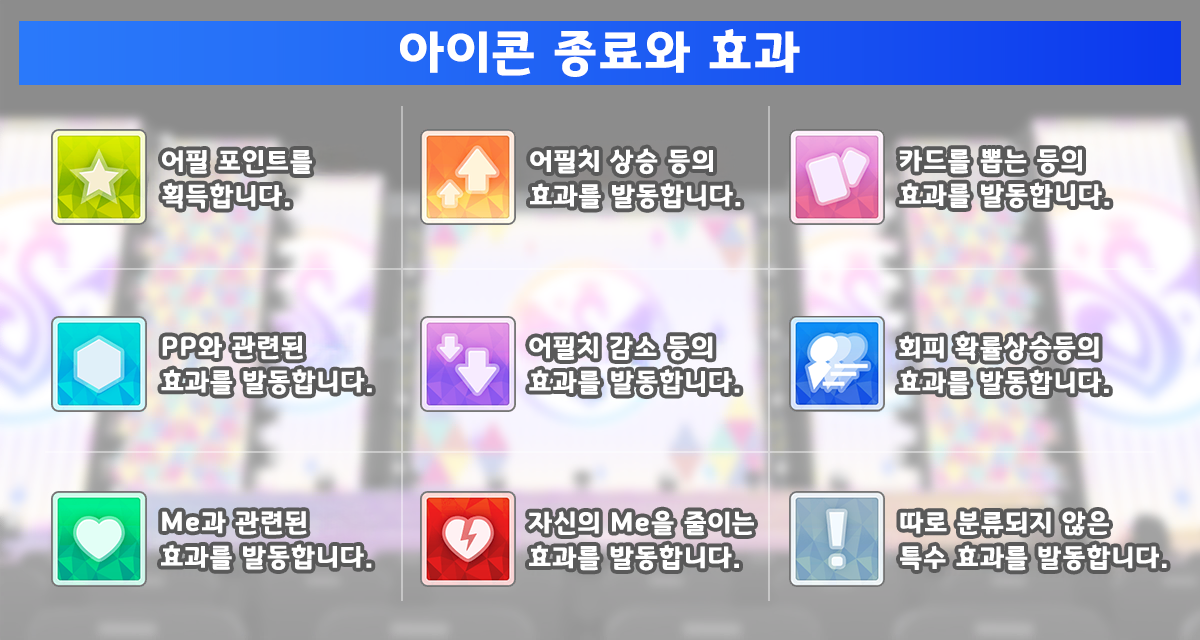 아이콘 종료와 효과
어필 포인트를
획득합니다.
어필치 상승 등의
효과를 발동합니다.
카드를 뽑는 등의
효과를 발동합니다.
PP와 관련된
효과를 발동합니다.
어필치 감소 등의
효과를 발동합니다.
회피 확률상승등의
효과를 발동합니다.
Me과 관련된
효과를 발동합니다.
자신의 Me을 줄이는
효과를 발동합니다.
따로 분류되지 않은
특수 효과를 발동합니다.